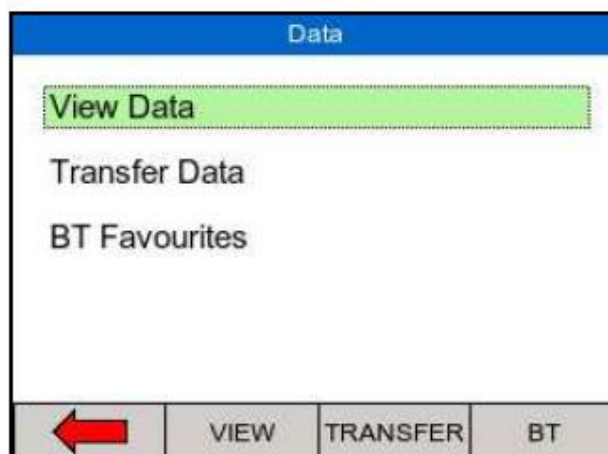 Data
View Data
Transfer Data
BT Favourites
VIEW TRANSFER BT